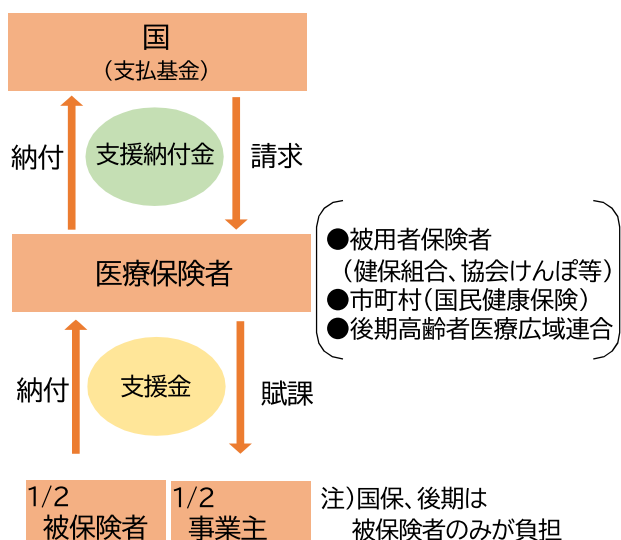 国
（支払基金）
納付
支援納付金
請求
医療保険者
●被用者保険者
（健保組合、協会けんぽ等）
●市町村（国民健康保険）
●後期高齢者医療広域連合
納付
支援金
賦課
1/2
被保険者
1/2
事業主
注）国保、後期は
被保険者のみが負担